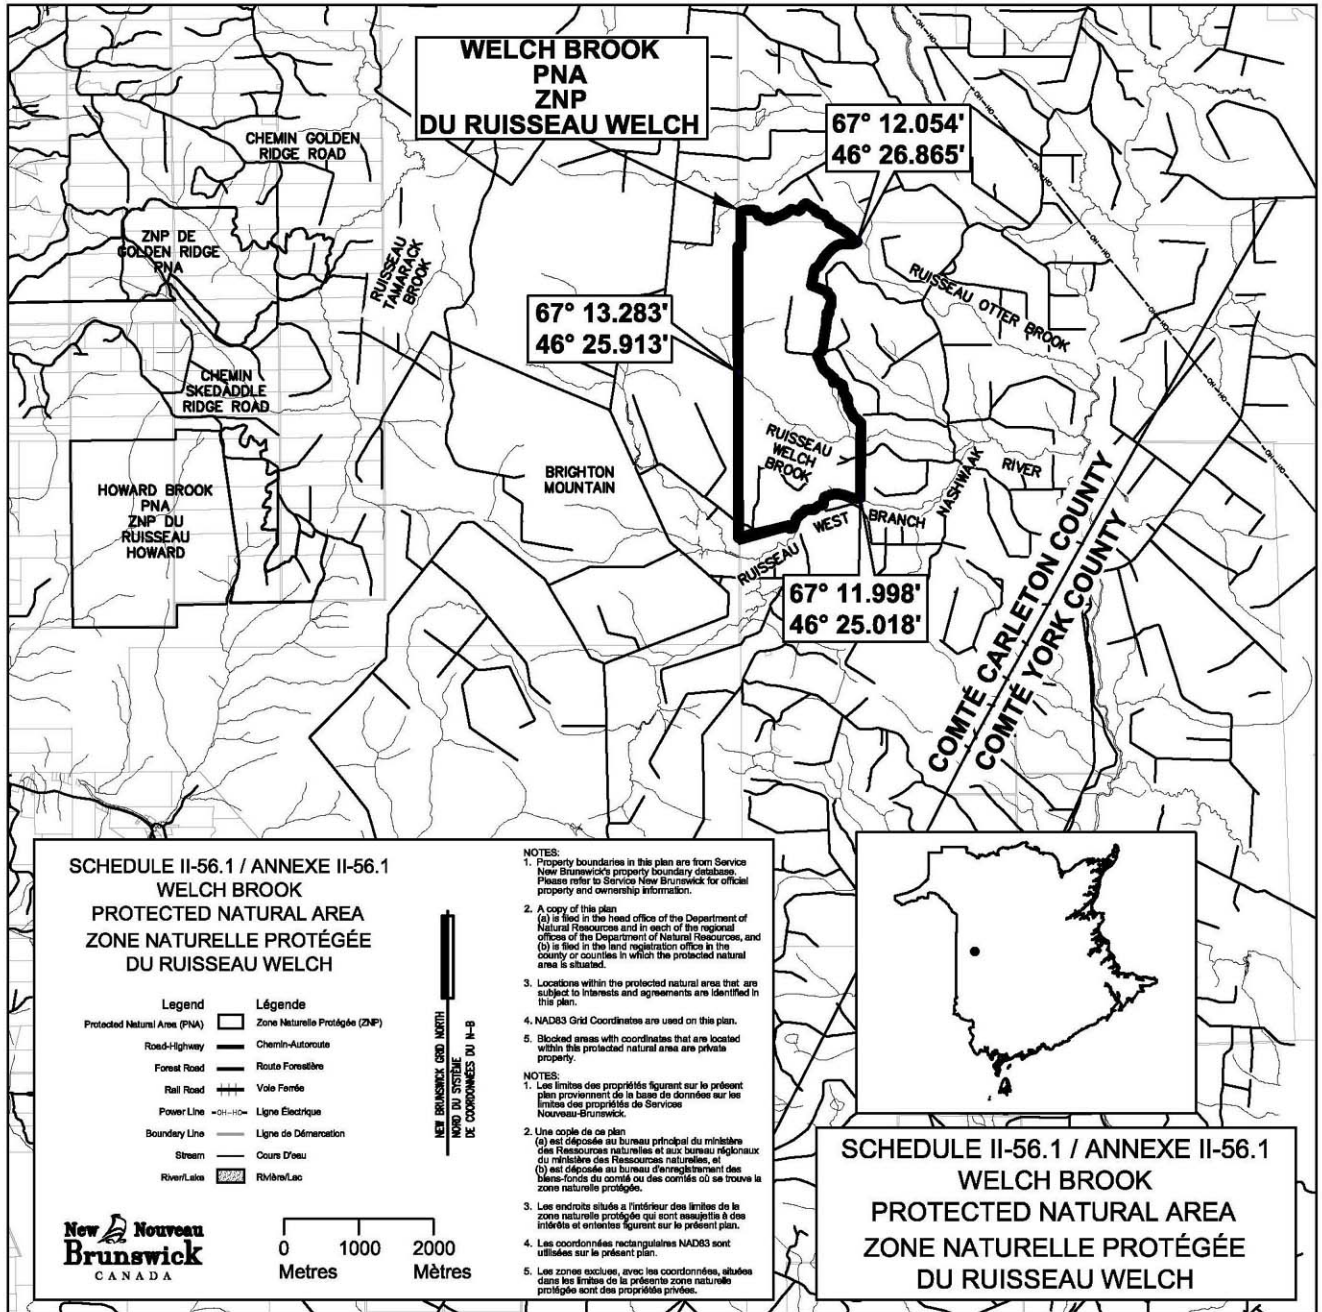 WELCH BROOK
PNA
ZNP
DU RUISSEAU WELCH
67° 12.054'
46° 26.865'
CHEMIN GOLDEN
RIDGE ROAD
ZNP DE
GOLDEN RIDGE
PNA
RUISSEAU
TAMARACK
BROOK
RUISSEAU OTTER BROOK
67° 13.283'
46° 25.913'
CHEMIN
SKEDADDLE
RIDGE ROAD
RUISSEAU
WELCH
BROOK
BRIGHTON
MOUNTAIN
HOWARD BROOK
PNA
ZNP DU
RUISSEAU
HOWARD
RUISSEAU WEST BRANCH NASHWAAK RIVER
67° 11.998'
46° 25.018'
COMTÉ CARLETON COUNTY
COMTÉ YORK COUNTY
OH-HO
OH-HO
OH-HO
OH-HO
OH-HO
SCHEDULE II-56.1 / ANNEXE II-56.1
WELCH BROOK
PROTECTED NATURAL AREA
ZONE NATURELLE PROTÉGÉE
DU RUISSEAU WELCH
Legend Légende
Protected Natural Area (PNA) Zone Naturelle Protégée (ZNP)
Road-Highway Chemin-Autoroute
Forest Road Route Forestière
Rail Road Voie Ferrée
Power Line -OH-HO- Ligne Électrique
Boundary Line Ligne de Démarcation
Stream Cours D'eau
River/Lake Rivière/Lac
NEW BRUNSWICK GRID NORTH
NORD DU SYSTÈME
DE COORDONNÉES DU N-B
New Nouveau
Brunswick
CANADA
0 1000 2000
Metres Mètres
NOTES:
1. Property boundaries in this plan are from Service
New Brunswick's property boundary database.
Please refer to Service New Brunswick for official
property and ownership information.
2. A copy of this plan
(a) is filed in the head office of the Department of
Natural Resources and in each of the regional
offices of the Department of Natural Resources, and
(b) is filed in the land registration office in the
county or counties in which the protected natural
area is situated.
3. Locations within the protected natural area that are
subject to interests and agreements are identified in
this plan.
4. NAD83 Grid Coordinates are used on this plan.
5. Blocked areas with coordinates that are located
within this protected natural area are private
property.
NOTES:
1. Les limites des propriétés figurant sur le présent
plan proviennent de la base de données sur les
limites des propriétés de Services
Nouveau-Brunswick.
2. Une copie de ce plan
(a) est déposée au bureau principal du ministère
des Ressources naturelles et aux bureau régionaux
du ministère des Ressources naturelles, et
(b) est déposée au bureau d'enregistrement des
biens-fonds du comté ou des comtés où se trouve la
zone naturelle protégée.
3. Les endroits situés a l'intérieur des limites de la
zone naturelle protégée qui sont assujettis à des
intérêts et ententes figurent sur le présent plan.
4. Les coordonnées rectangulaires NAD83 sont
utilisées sur le présent plan.
5. Les zones exclues, avec les coordonnées, situées
dans les limites de la présente zone naturelle
protégée sont des propriétés privées.
SCHEDULE II-56.1 / ANNEXE II-56.1
WELCH BROOK
PROTECTED NATURAL AREA
ZONE NATURELLE PROTÉGÉE
DU RUISSEAU WELCH